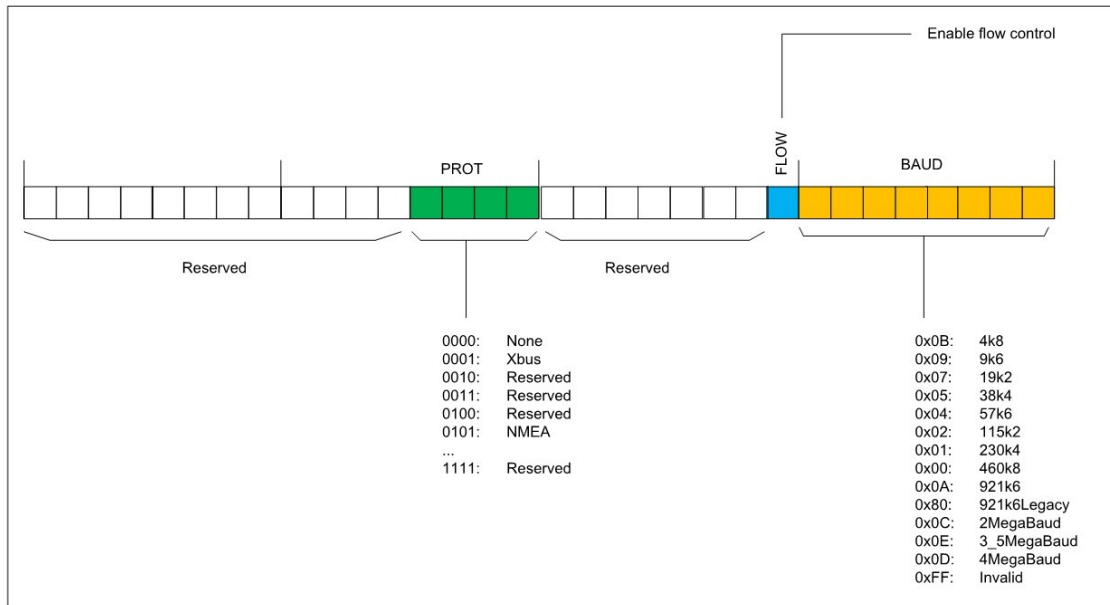 Enable flow control
FLOW
PROT
BAUD
Reserved
Reserved
0000: None
0001: Xbus
0010: Reserved
0011: Reserved
0100: Reserved
0101: NMEA
...
1111: Reserved
0x0B: 4k8
0x09: 9k6
0x07: 19k2
0x05: 38k4
0x04: 57k6
0x02: 115k2
0x01: 230k4
0x00: 460k8
0x0A: 921k6
0x80: 921k6Legacy
0x0C: 2MegaBaud
0x0E: 3_5MegaBaud
0x0D: 4MegaBaud
0xFF: Invalid